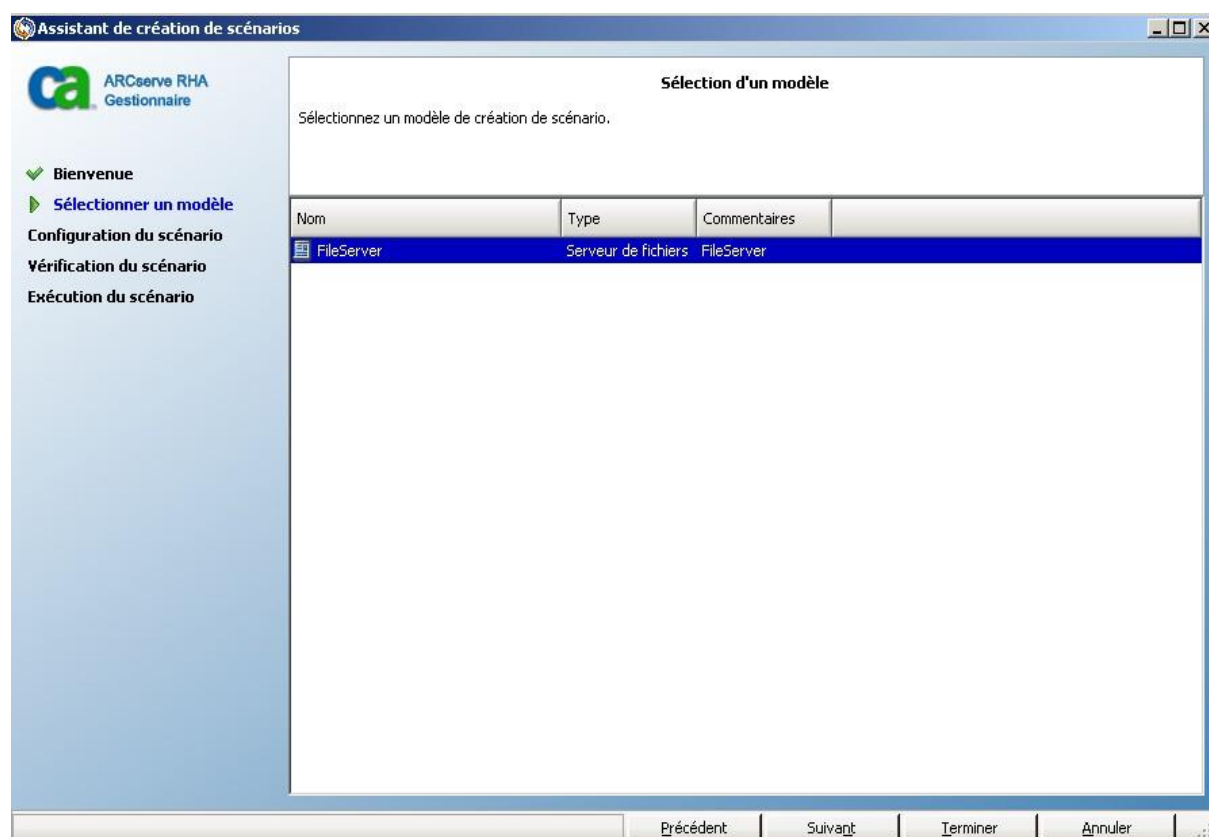 Assistant de création de scénarios
ca
ARCserve RHA
Gestionnaire
Bienvenue
Sélectionner un modèle
Configuration du scénario
Vérification du scénario
Exécution du scénario
Sélection d'un modèle
Sélectionnez un modèle de création de scénario.
Nom Type Commentaires
FileServer Serveur de fichiers FileServer
Précédent Suivant Terminer Annuler